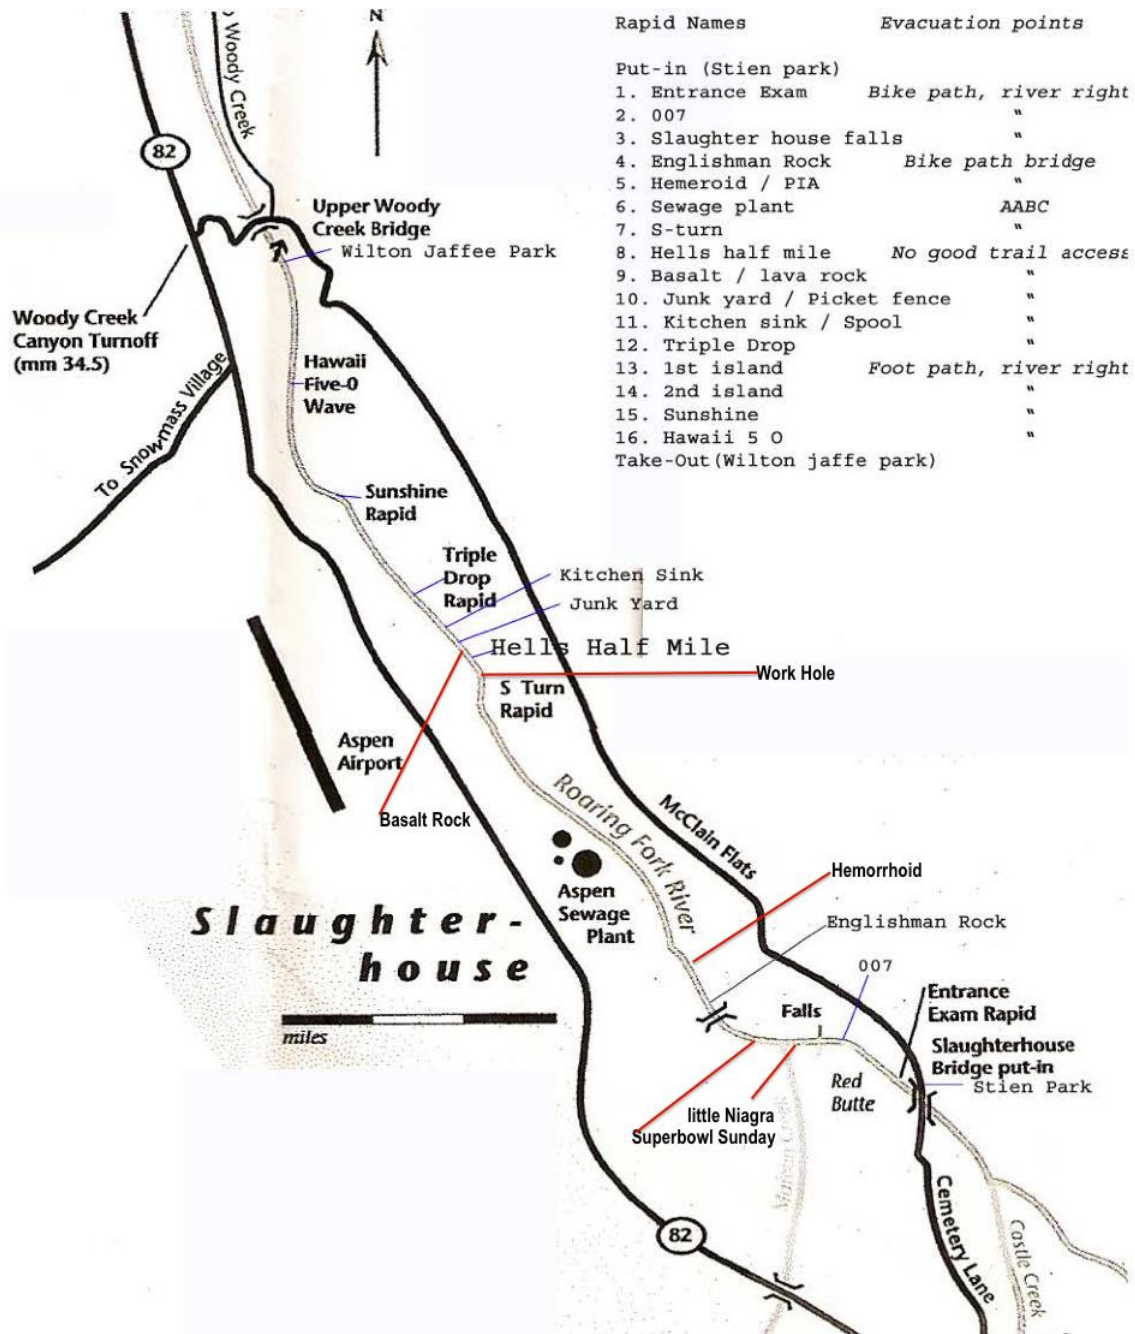 Rapid Names Evacuation points
Put-in (Stien park)
1. Entrance Exam Bike path, river right
2. 007 "
3. Slaughter house falls "
4. Englishman Rock Bike path bridge
5. Hemeroid / PIA "
6. Sewage plant AABC
7. S-turn "
8. Hells half mile No good trail access
9. Basalt / lava rock "
10. Junk yard / Picket fence "
11. Kitchen sink / Spool "
12. Triple Drop "
13. 1st island Foot path, river right
14. 2nd island "
15. Sunshine "
16. Hawaii 5 O "
Take-Out(Wilton jaffe park)
N
o Woody Creek
82
Upper Woody
Creek Bridge
Wilton Jaffee Park
Woody Creek
Canyon Turnoff
(mm 34.5)
To Snowmass Village
Hawaii
Five-0
Wave
Sunshine
Rapid
Triple
Drop
Rapid
Kitchen Sink
Junk Yard
Hells Half Mile
Work Hole
S Turn
Rapid
Aspen
Airport
Basalt Rock
Roaring Fork River
McClain Flats
Aspen
Sewage
Plant
Hemorrhoid
Englishman Rock
007
Slaughter-
house
miles
Falls
Entrance
Exam Rapid
Slaughterhouse
Bridge put-in
Stien Park
Red
Butte
little Niagra
Superbowl Sunday
82
Cemetery Lane
Castle Creek